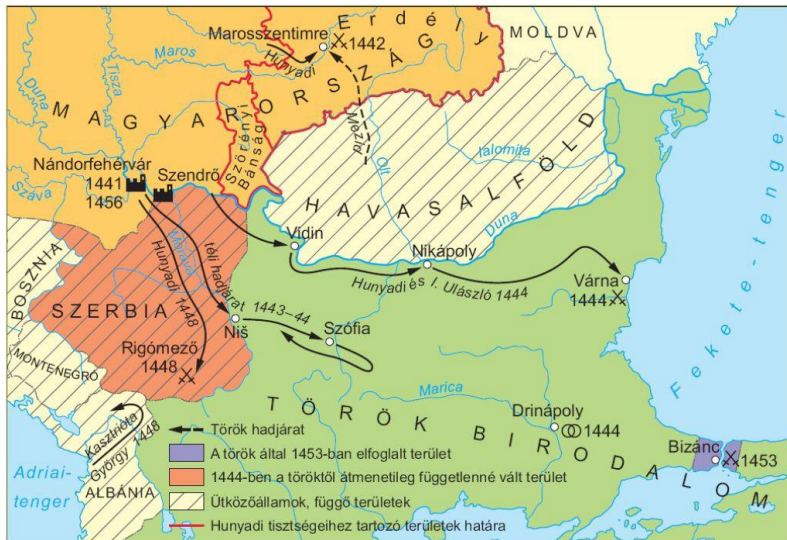 Erdély
MOLDVA
Marosszentimre
1442
Maros
Hunyadi
Duna
Tisza
MAGYARORSZÁG
Mezid
Szörényi
Bánság
Olt
Ialomita
HAVASALFÖLD
Duna
Nándorfehérvár
1441
1456
Szendrő
Száva
Morava
Vidin
Nikápoly
Hunyadi és I. Ulászló 1444
Várna
1444
BOSZNIA
SZERBIA
Hunyadi 1448
téli hadjárat 1443–44
Niš
Szófia
Rigómező
1448
MONTENEGRÓ
Kasztrióta
György 1448
ALBÁNIA
Adriai-
tenger
Fekete-tenger
TÖRÖK BIRODALOM
Marica
Drinápoly
1444
Bizánc
1453
Török hadjárat
A török által 1453-ban elfoglalt terület
1444-ben a töröktől átmenetileg függetlenné vált terület
Ütközőállamok, függő területek
Hunyadi tisztségeihez tartozó területek határa